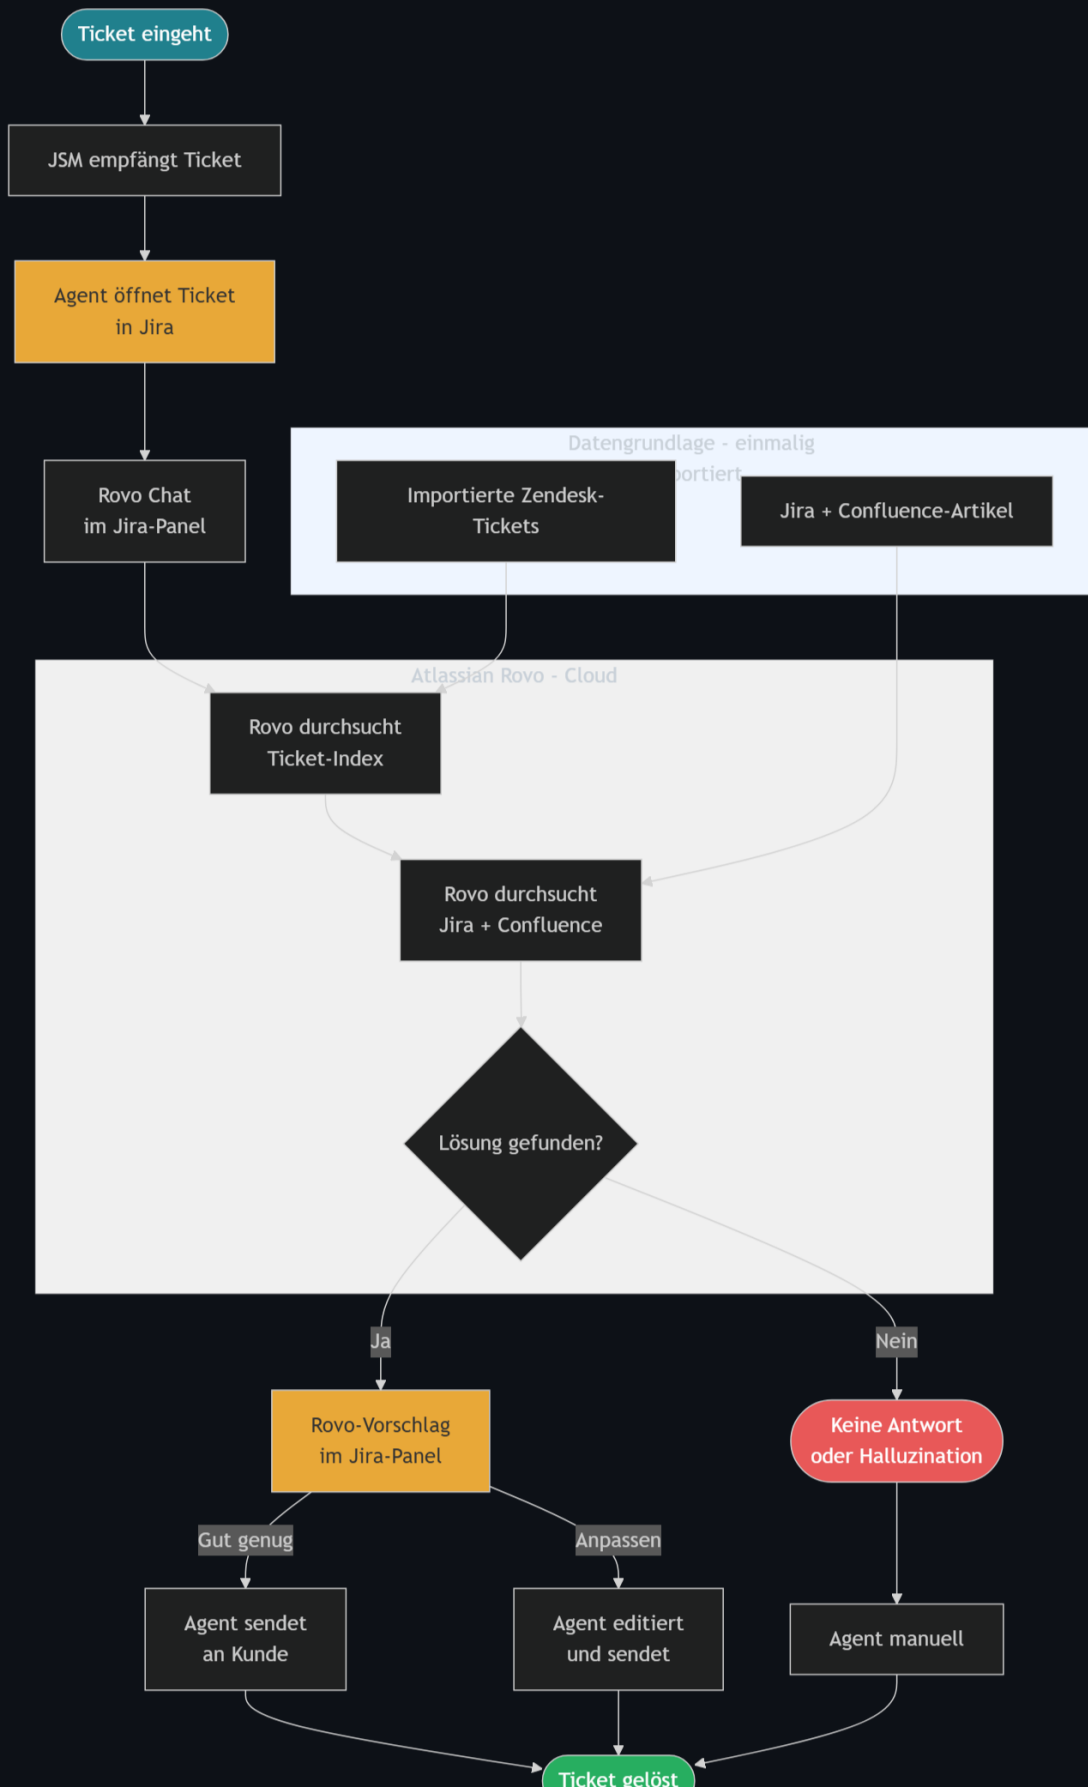 Ticket eingeht
JSM empfängt Ticket
Agent öffnet Ticket
in Jira
Rovo Chat
im Jira-Panel
Datengrundlage - einmalig
portiert
Importierte Zendesk-
Tickets
Jira + Confluence-Artikel
Atlassian Rovo - Cloud
Rovo durchsucht
Ticket-Index
Rovo durchsucht
Jira + Confluence
Lösung gefunden?
Ja
Nein
Rovo-Vorschlag
im Jira-Panel
Keine Antwort
oder Halluzination
Gut genug
Anpassen
Agent sendet
an Kunde
Agent editiert
und sendet
Agent manuell
Ticket gelöst